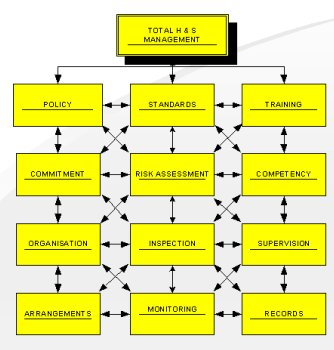 TOTAL H & S
MANAGEMENT
POLICY
STANDARDS
TRAINING
COMMITMENT
RISK ASSESSMENT
COMPETENCY
ORGANISATION
INSPECTION
SUPERVISION
ARRANGEMENTS
MONITORING
RECORDS